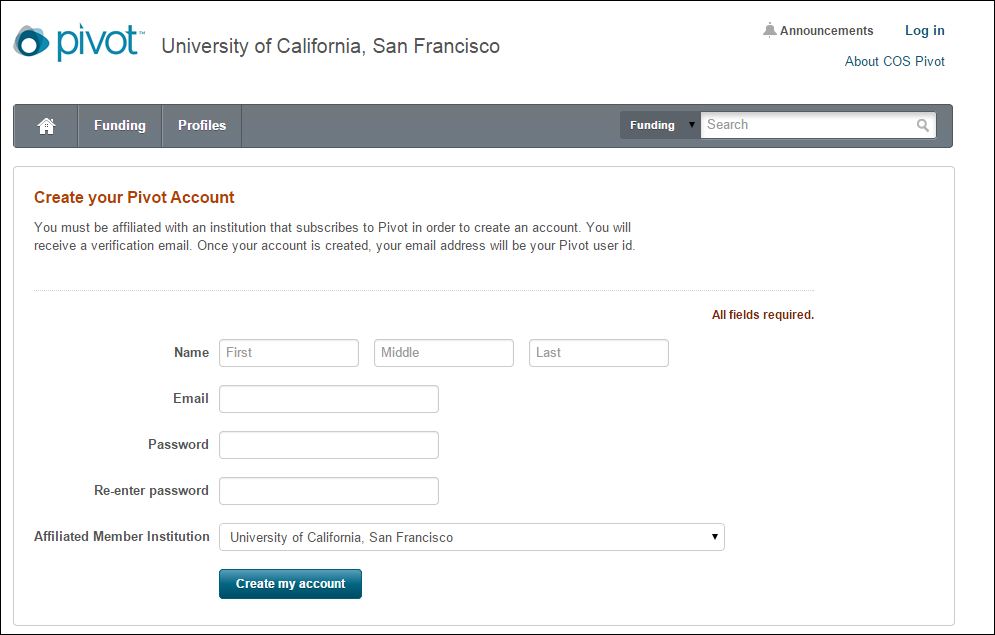 pivot™
University of California, San Francisco
Announcements
Log in
About COS Pivot
Funding
Profiles
Funding ▼
Search
Create your Pivot Account
You must be affiliated with an institution that subscribes to Pivot in order to create an account. You will
receive a verification email. Once your account is created, your email address will be your Pivot user id.
All fields required.
Name First Middle Last
Email
Password
Re-enter password
Affiliated Member Institution University of California, San Francisco ▼
Create my account